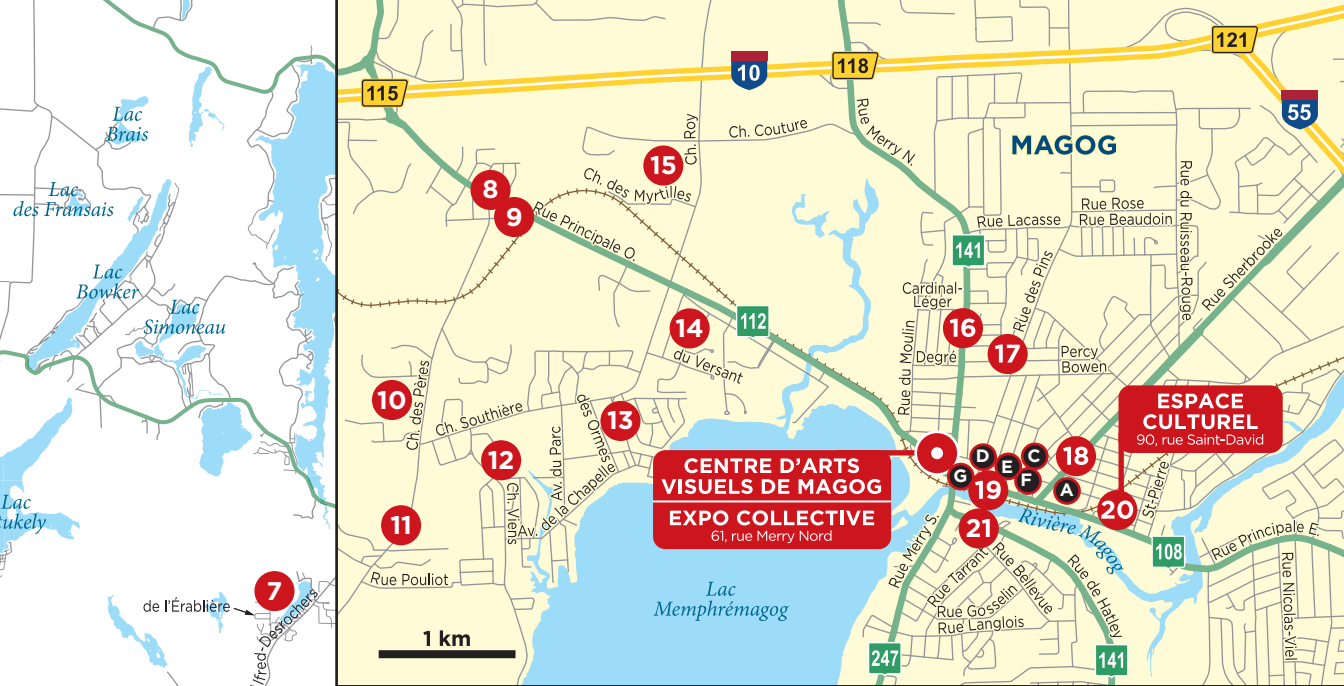 Lac
Brais
Lac
des Fransais
Lac
Bowker
Lac
Simoneau
Lac
tukely
7
de l'Érablière
lfred-Desrochers
115
10
118
121
55
MAGOG
Ch. Roy
Ch. Couture
Rue Merry N.
15
Ch. des Myrtilles
8
9
Rue Principale O.
Rue Rose
Rue Lacasse
Rue Beaudoin
Rue du Ruisseau-Rouge
141
Rue des Pins
Rue Sherbrooke
Cardinal-
Léger
112
14
16
17
du Versant
Rue du Moulin
Degré
Percy
Bowen
10
Ch. des Pères
Ch. Southière
des Ormes
13
ESPACE
CULTUREL
90, rue Saint-David
12
Av. du Parc
Ch. Viens
Av. de la Chapelle
11
Rue Pouliot
CENTRE D'ARTS
VISUELS DE MAGOG
EXPO COLLECTIVE
61, rue Merry Nord
D
C
E
G
F
A
18
19
20
21
St-Pierre
Rivière Magog
108
Rue Principale E.
Rue Merry S.
Rue Tarrant
Rue Bellevue
Rue Gosselin
Rue Langlois
Rue de Hatley
Rue Nicolas-Viel
Lac
Memphrémagog
1 km
247
141